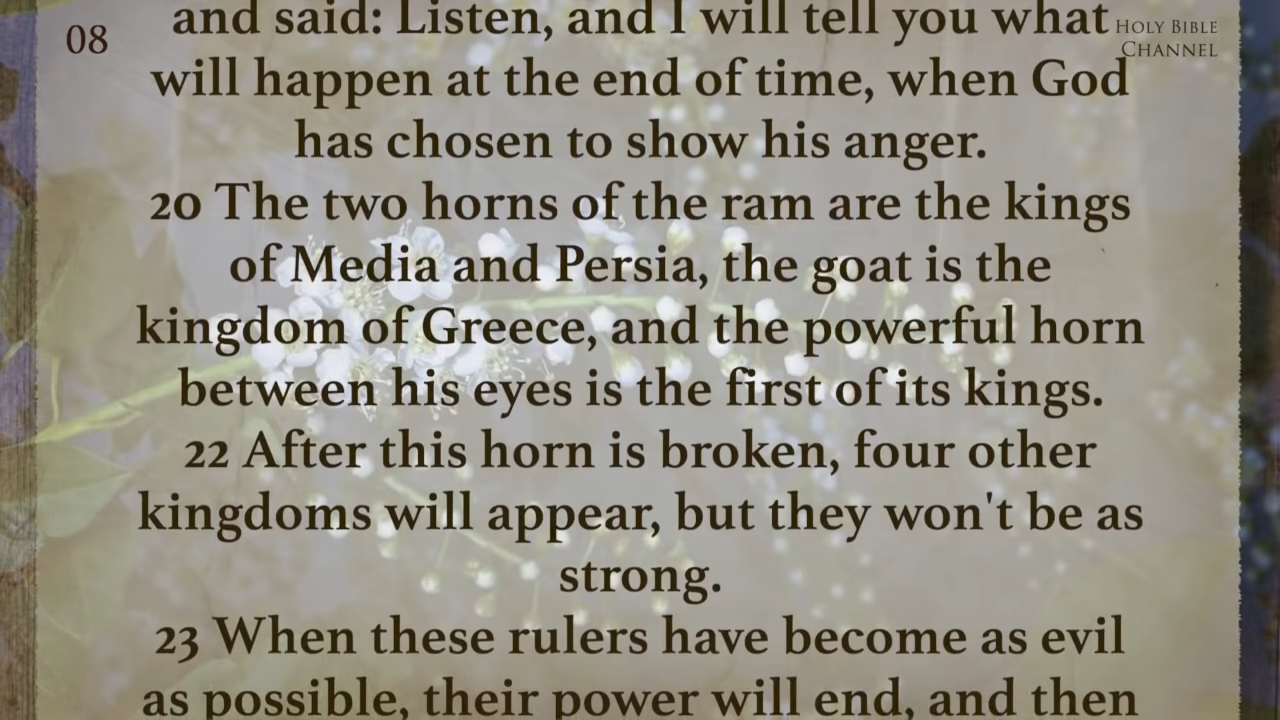 08
HOLY BIBLE
CHANNEL
and said: Listen, and I will tell you what
will happen at the end of time, when God
has chosen to show his anger.
20 The two horns of the ram are the kings
of Media and Persia, the goat is the
kingdom of Greece, and the powerful horn
between his eyes is the first of its kings.
22 After this horn is broken, four other
kingdoms will appear, but they won't be as
strong.
23 When these rulers have become as evil
as possible, their power will end, and then